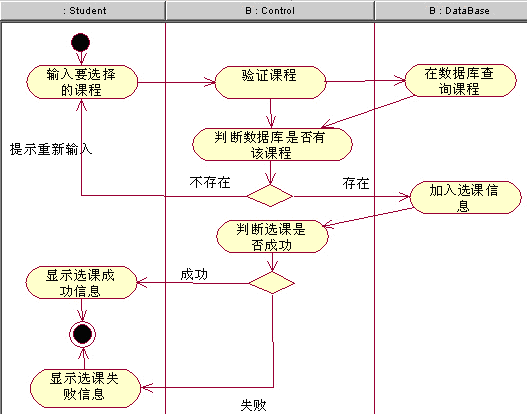 : Student
B : Control
B : DataBase
输入要选择
的课程
验证课程
在数据库查
询课程
判断数据库是否有
该课程
提示重新输入
不存在
存在
加入选课信
息
判断选课是
否成功
成功
显示选课成
功信息
显示选课失
败信息
失败